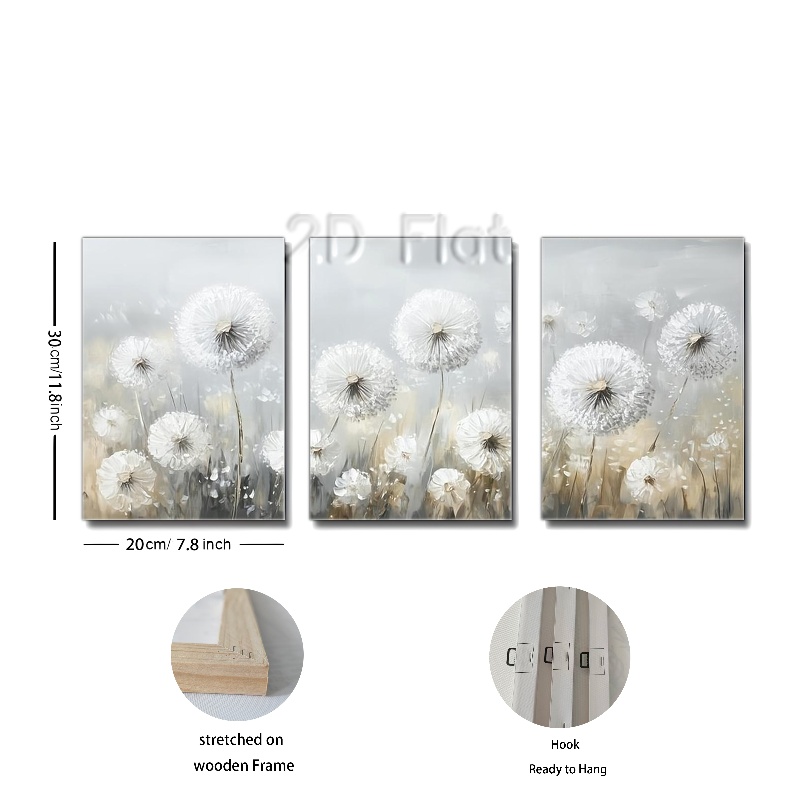 2D Flat
30cm/11.8inch
20cm/ 7.8 inch
stretched on
wooden Frame
Hook
Ready to Hang